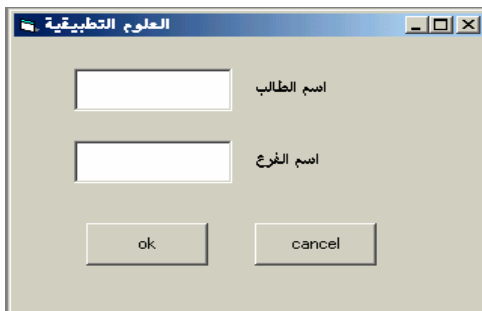 العلوم التطبيقية
اسم الطالب
اسم الفرع
ok
cancel